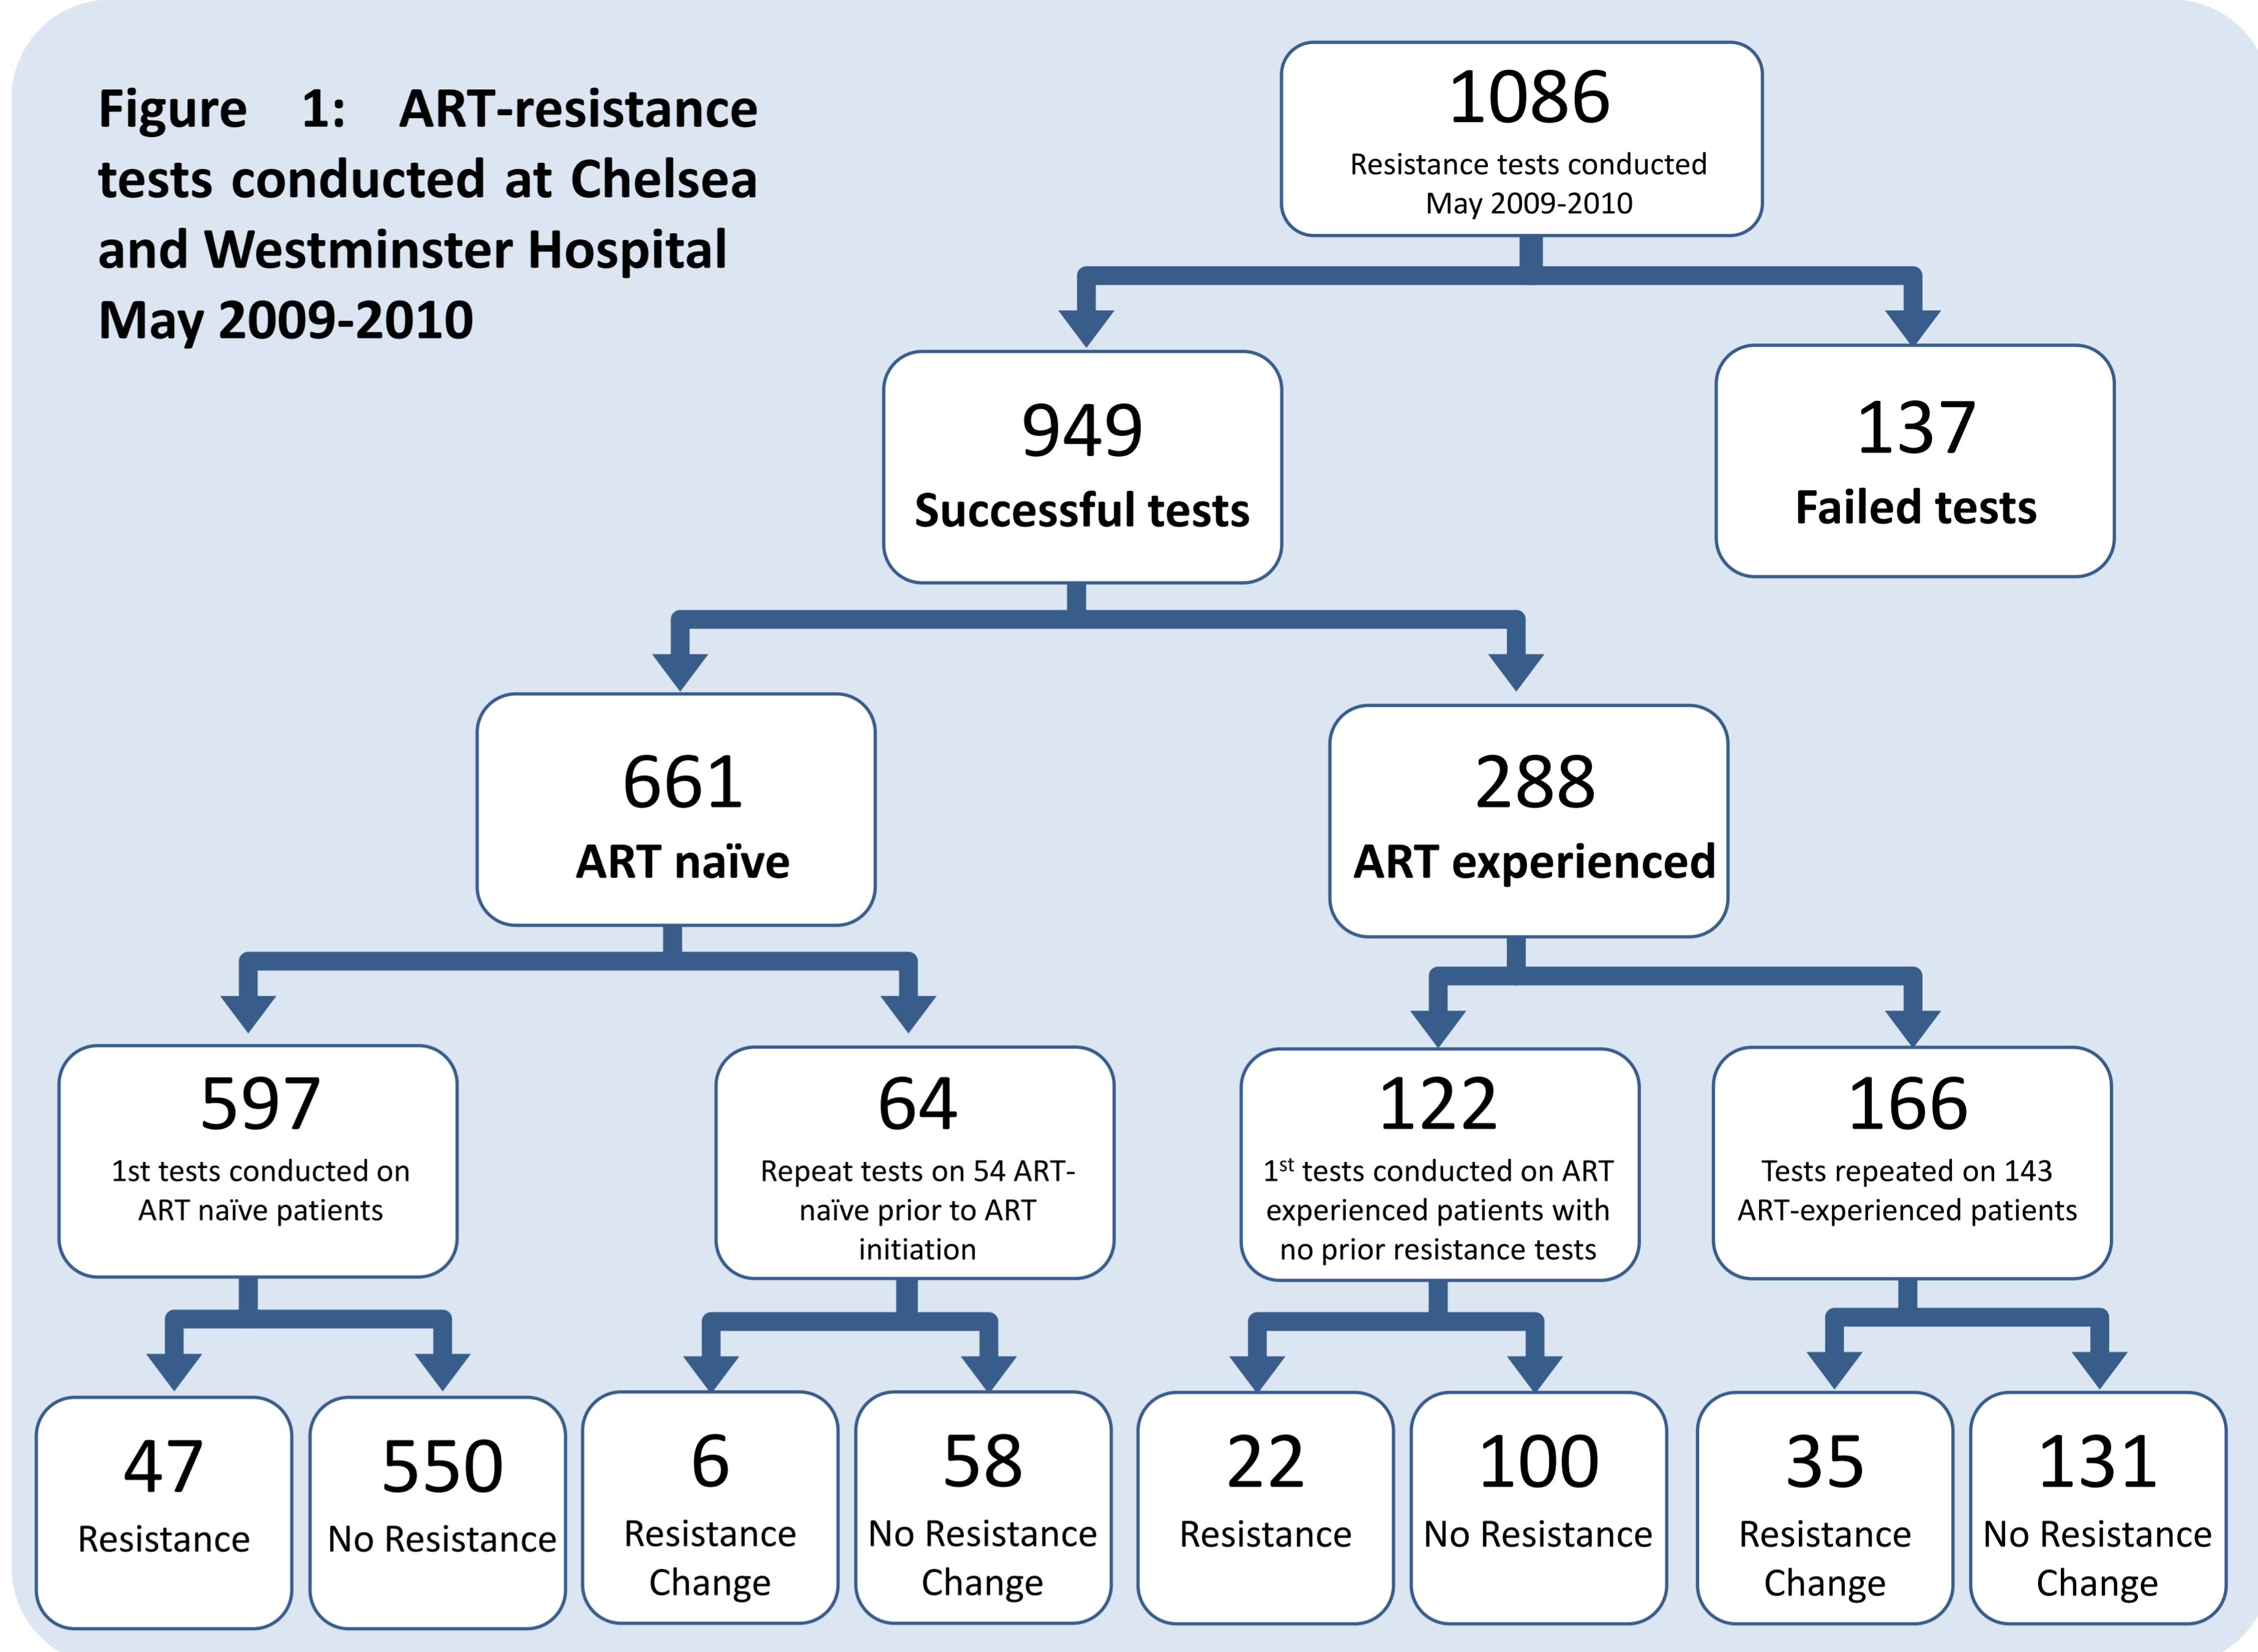 Figure 1: ART-resistance
tests conducted at Chelsea
and Westminster Hospital
May 2009-2010
1086
Resistance tests conducted
May 2009-2010
949
Successful tests
137
Failed tests
661
ART naïve
288
ART experienced
597
1st tests conducted on
ART naïve patients
64
Repeat tests on 54 ART-
naïve prior to ART
initiation
122
1st tests conducted on ART
experienced patients with
no prior resistance tests
166
Tests repeated on 143
ART-experienced patients
47
Resistance
550
No Resistance
6
Resistance
Change
58
No Resistance
Change
22
Resistance
100
No Resistance
35
Resistance
Change
131
No Resistance
Change